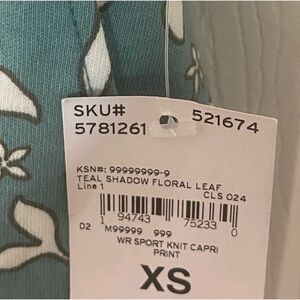 SKU# 521674
5781261
KSN#: 99999999-9
TEAL SHADOW FLORAL LEAF
Line 1 CLS 024
1 94743 75233 0
D2 M99999 999
WR SPORT KNIT CAPRI
PRINT
XS